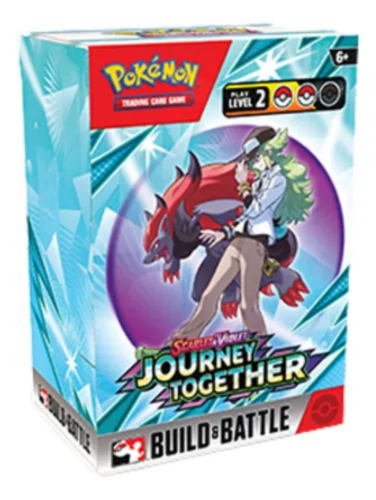 Pokémon
TRADING CARD GAME
PLAY
LEVEL 2
6+
SCARLET & VIOLET
JOURNEY
TOGETHER
BUILD & BATTLE